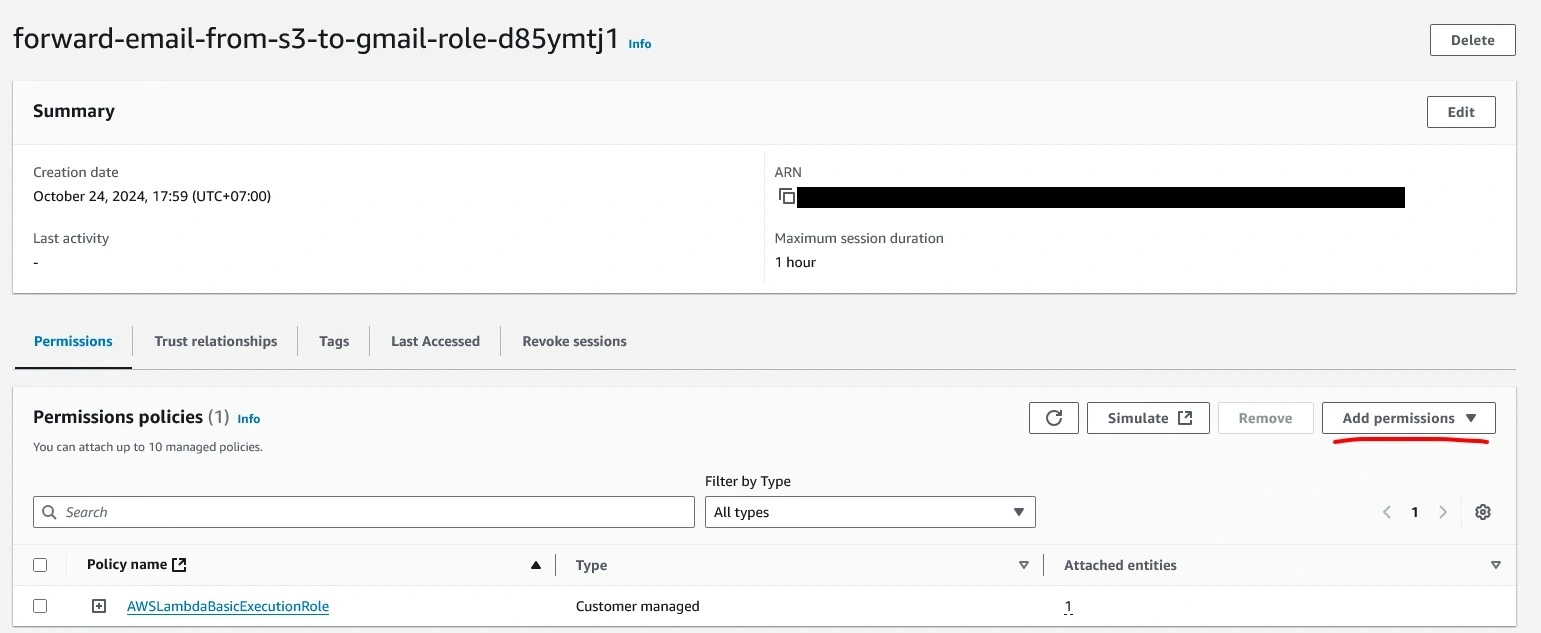 forward-email-from-s3-to-gmail-role-d85ymtj1 Info
Delete
Summary
Edit
Creation date
October 24, 2024, 17:59 (UTC+07:00)
ARN
Last activity
-
Maximum session duration
1 hour
Permissions Trust relationships Tags Last Accessed Revoke sessions
Permissions policies (1) Info
You can attach up to 10 managed policies.
Simulate Remove Add permissions
Filter by Type
Search
All types
1
Policy name Type Attached entities
AWSLambdaBasicExecutionRole Customer managed 1